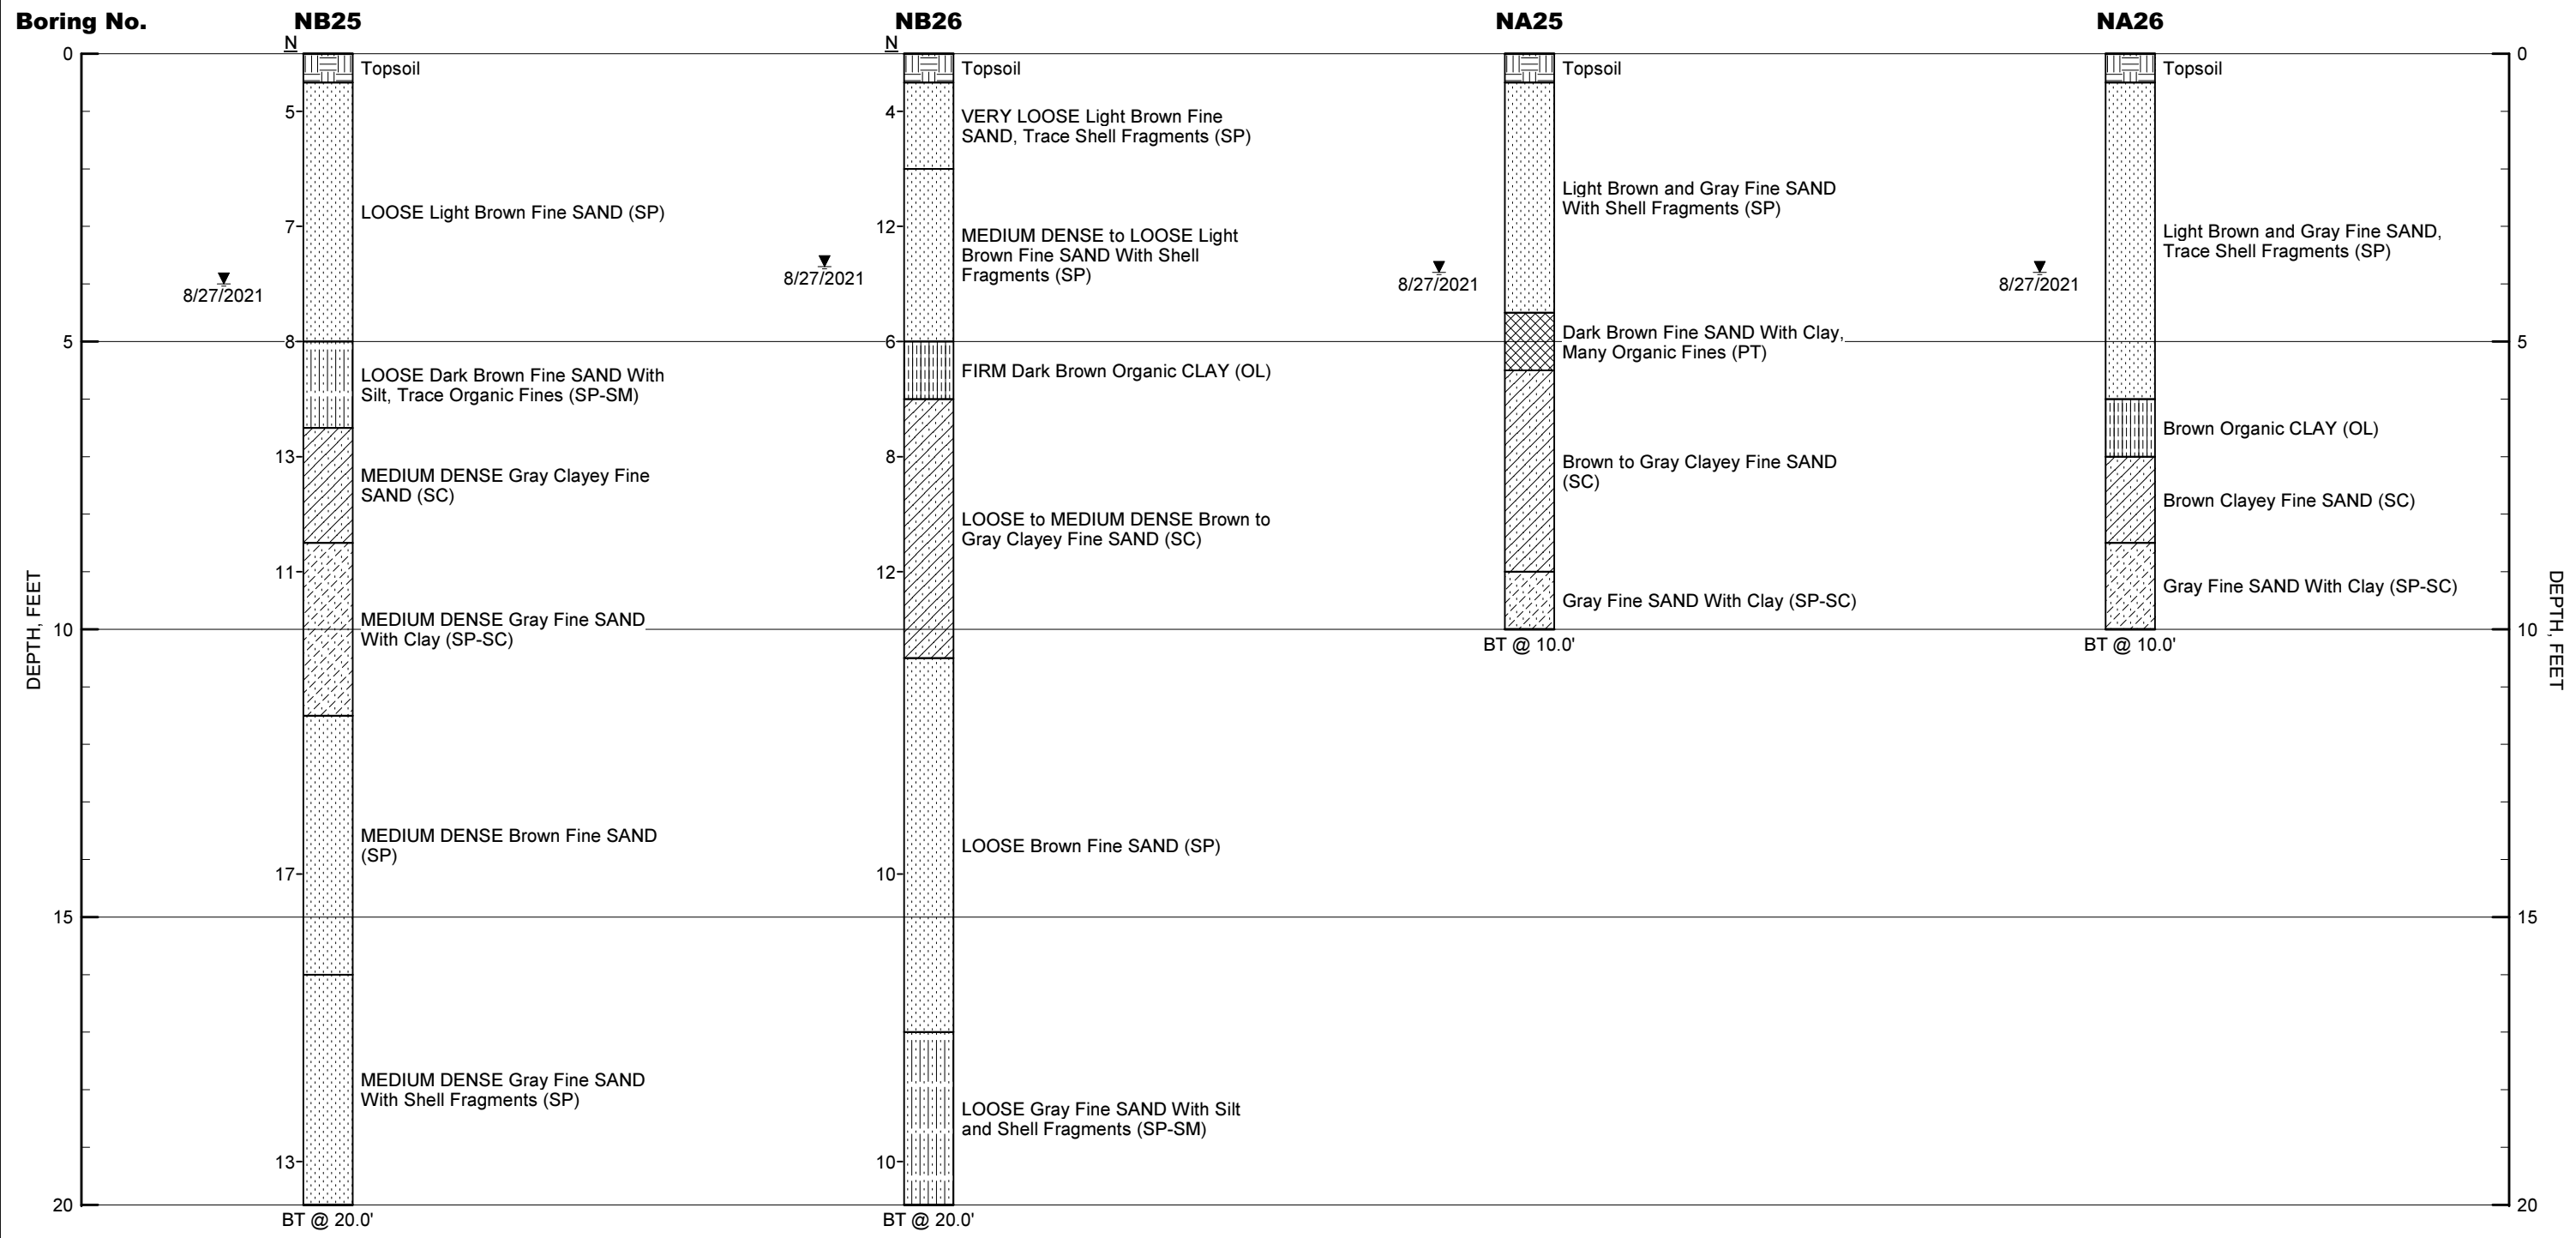 Boring No.
NB25
NB26
NA25
NA26
N
N
0
0
Topsoil
Topsoil
Topsoil
Topsoil
5
4
VERY LOOSE Light Brown Fine
SAND, Trace Shell Fragments (SP)
Light Brown and Gray Fine SAND
With Shell Fragments (SP)
LOOSE Light Brown Fine SAND (SP)
7
12
MEDIUM DENSE to LOOSE Light
Brown Fine SAND With Shell
Fragments (SP)
Light Brown and Gray Fine SAND,
Trace Shell Fragments (SP)
8/27/2021
8/27/2021
8/27/2021
8/27/2021
5
8
6
5
Dark Brown Fine SAND With Clay,
Many Organic Fines (PT)
LOOSE Dark Brown Fine SAND With
Silt, Trace Organic Fines (SP-SM)
FIRM Dark Brown Organic CLAY (OL)
Brown Organic CLAY (OL)
13
8
MEDIUM DENSE Gray Clayey Fine
SAND (SC)
Brown to Gray Clayey Fine SAND
(SC)
Brown Clayey Fine SAND (SC)
LOOSE to MEDIUM DENSE Brown to
Gray Clayey Fine SAND (SC)
11
12
Gray Fine SAND With Clay (SP-SC)
Gray Fine SAND With Clay (SP-SC)
MEDIUM DENSE Gray Fine SAND
With Clay (SP-SC)
DEPTH, FEET
DEPTH, FEET
10
10
BT @ 10.0'
BT @ 10.0'
MEDIUM DENSE Brown Fine SAND
(SP)
LOOSE Brown Fine SAND (SP)
17
10
15
15
MEDIUM DENSE Gray Fine SAND
With Shell Fragments (SP)
LOOSE Gray Fine SAND With Silt
and Shell Fragments (SP-SM)
13
10
20
20
BT @ 20.0'
BT @ 20.0'